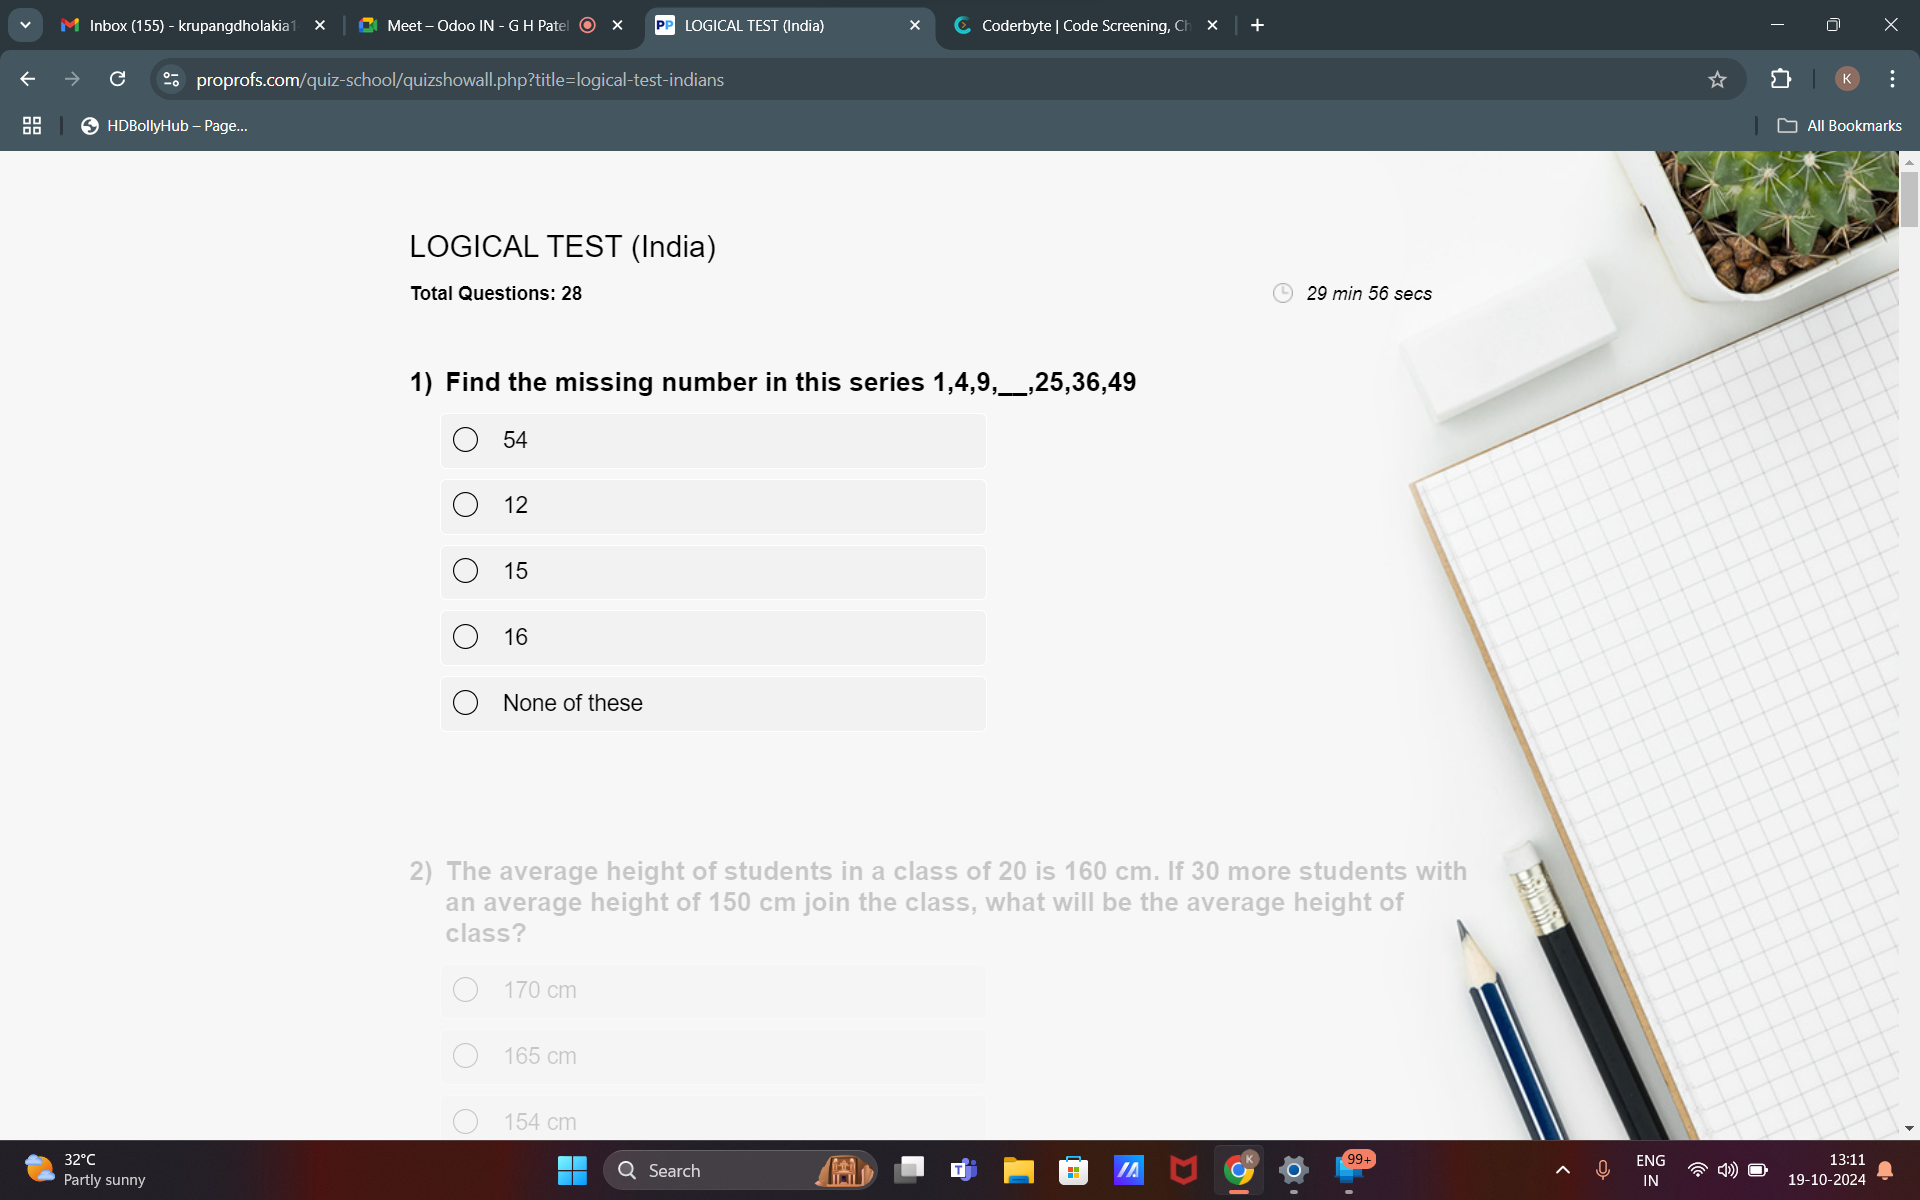 Inbox (155) - krupangdholakia1
Meet – Odoo IN - G H Patel
PP LOGICAL TEST (India)
Coderbyte | Code Screening, Ch
proprofs.com/quiz-school/quizshowall.php?title=logical-test-indians
K
HDBollyHub – Page...
All Bookmarks
LOGICAL TEST (India)
Total Questions: 28
29 min 56 secs
1) Find the missing number in this series 1,4,9,__,25,36,49
54
12
15
16
None of these
2) The average height of students in a class of 20 is 160 cm. If 30 more students with
an average height of 150 cm join the class, what will be the average height of
class?
170 cm
165 cm
154 cm
32°C
Partly sunny
Search
K
99+
ENG
IN
13:11
19-10-2024